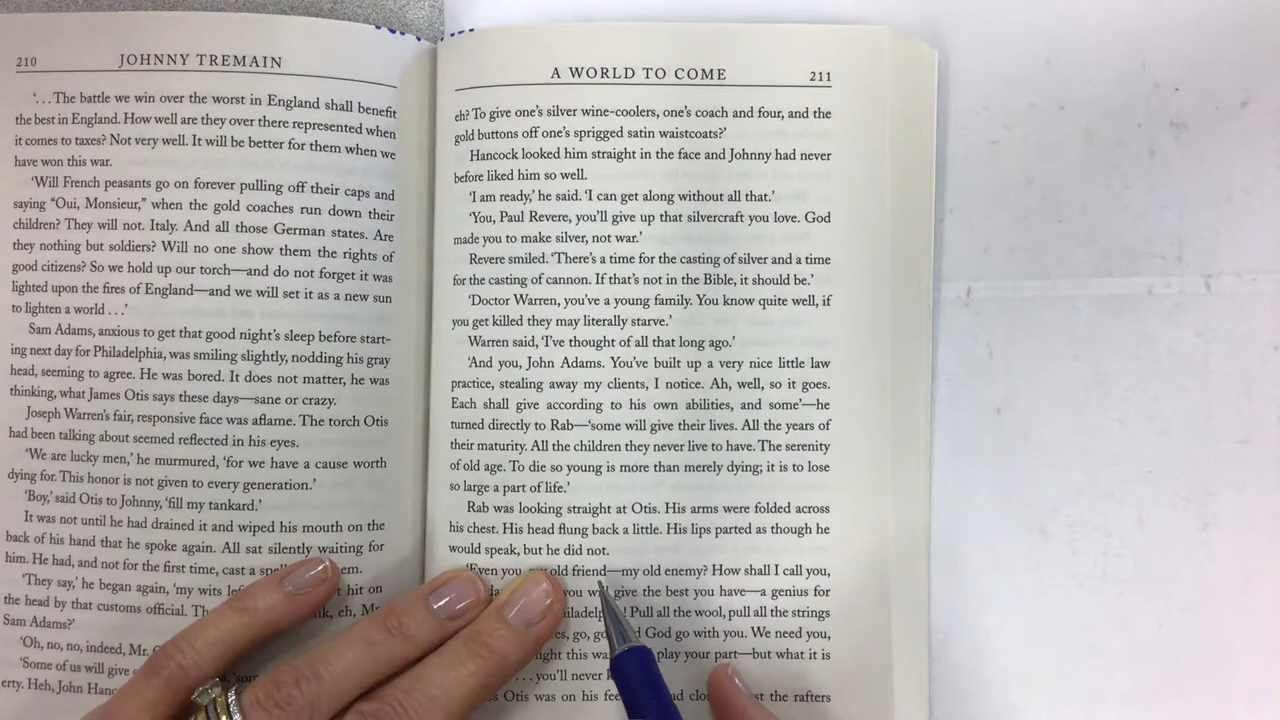 210
JOHNNY TREMAIN
'. . . The battle we win over the worst in England shall benefit
the best in England. How well are they over there represented when
it comes to taxes? Not very well. It will be better for them when we
have won this war.
'Will French peasants go on forever pulling off their caps and
saying "Oui, Monsieur," when the gold coaches run down their
children? They will not. Italy. And all those German states. Are
they nothing but soldiers? Will no one show them the rights of
good citizens? So we hold up our torch—and do not forget it was
lighted upon the fires of England—and we will set it as a new sun
to lighten a world . . .'
Sam Adams, anxious to get that good night's sleep before start-
ing next day for Philadelphia, was smiling slightly, nodding his gray
head, seeming to agree. He was bored. It does not matter, he was
thinking, what James Otis says these days—sane or crazy.
Joseph Warren's fair, responsive face was aflame. The torch Otis
had been talking about seemed reflected in his eyes.
'We are lucky men,' he murmured, 'for we have a cause worth
dying for. This honor is not given to every generation.'
'Boy,' said Otis to Johnny, 'fill my tankard.'
It was not until he had drained it and wiped his mouth on the
back of his hand that he spoke again. All sat silently waiting for
him. He had, and not for the first time, cast a
'They say,' he began again, 'my wits hit on
the head by that customs official. eh,
Sam Adams?'
'Oh, no, no, indeed, Mr.
'Some of us will give
erty. Heh, John
A WORLD TO COME
211
eh? To give one's silver wine-coolers, one's coach and four, and the
gold buttons off one's sprigged satin waistcoats?'
Hancock looked him straight in the face and Johnny had never
before liked him so well.
'I am ready,' he said. 'I can get along without all that.'
'You, Paul Revere, you'll give up that silvercraft you love. God
made you to make silver, not war.'
Revere smiled. 'There's a time for the casting of silver and a time
for the casting of cannon. If that's not in the Bible, it should be.'
'Doctor Warren, you've a young family. You know quite well, if
you get killed they may literally starve.'
Warren said, 'I've thought of all that long ago.'
'And you, John Adams. You've built up a very nice little law
practice, stealing away my clients, I notice. Ah, well, so it goes.
Each shall give according to his own abilities, and some'—he
turned directly to Rab—'some will give their lives. All the years of
their maturity. All the children they never live to have. The serenity
of old age. To die so young is more than merely dying; it is to lose
so large a part of life.'
Rab was looking straight at Otis. His arms were folded across
his chest. His head flung back a little. His lips parted as though he
would speak, but he did not.
'Even you old friend—my old enemy? How shall I call you,
you will give the best you have—a genius for
Pull all the wool, pull all the strings
go, God go with you. We need you,
this play your part—but what it is
. . . you'll never
Otis was on his the rafters